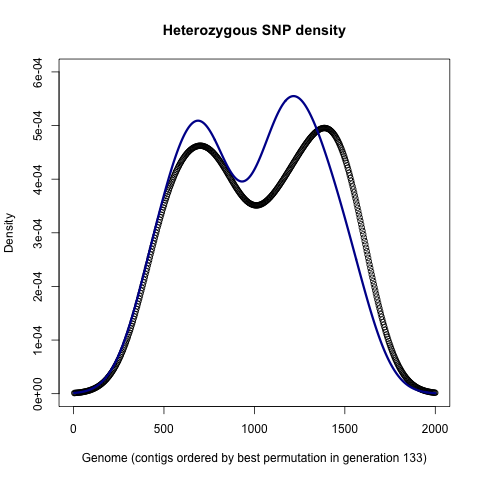 Heterozygous SNP density
6e-04
5e-04
4e-04
3e-04
2e-04
1e-04
0e+00
Density
0 500 1000 1500 2000
Genome (contigs ordered by best permutation in generation 133)